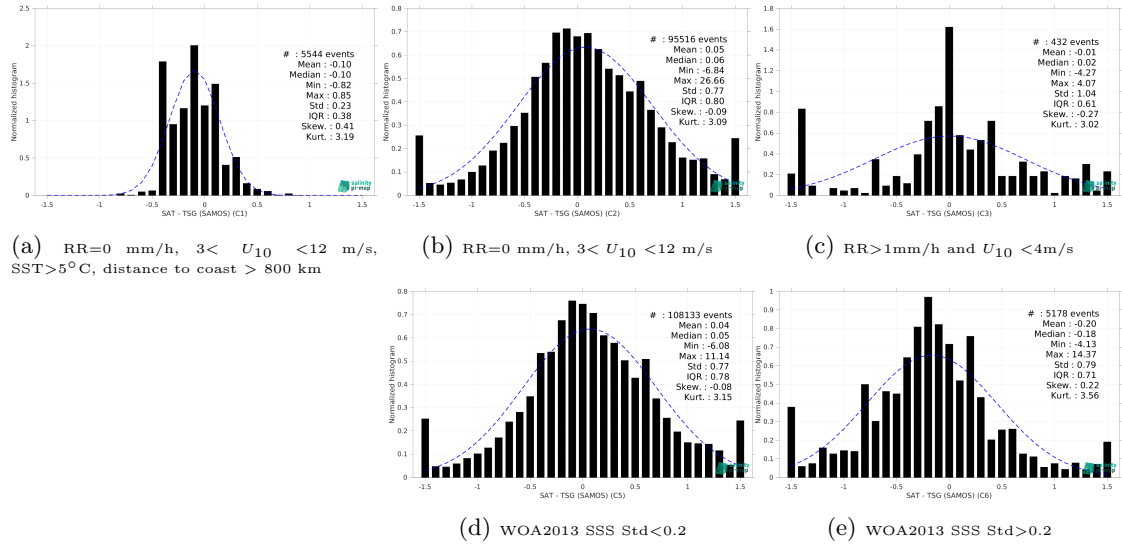 2.5
2
1.5
1
0.5
0
Normalized histogram
# : 5544 events
Mean : -0.10
Median : -0.10
Min : -0.82
Max : 0.85
Std : 0.23
IQR : 0.38
Skew. : 0.41
Kurt. : 3.19
salinity
pi-mep
-1.5 -1 -0.5 0 0.5 1 1.5
SAT - TSG (SAMOS) (C1)
(a) RR=0 mm/h, 3< U10 <12 m/s,
SST>5°C, distance to coast > 800 km
0.8
0.7
0.6
0.5
0.4
0.3
0.2
0.1
0
Normalized histogram
# : 95516 events
Mean : 0.05
Median : 0.06
Min : -6.84
Max : 26.66
Std : 0.77
IQR : 0.80
Skew. : -0.09
Kurt. : 3.09
salinity
pi-mep
-1.5 -1 -0.5 0 0.5 1 1.5
SAT - TSG (SAMOS) (C2)
(b) RR=0 mm/h, 3< U10 <12 m/s
1.8
1.6
1.4
1.2
1
0.8
0.6
0.4
0.2
0
Normalized histogram
# : 432 events
Mean : -0.01
Median : 0.02
Min : -4.27
Max : 4.07
Std : 1.04
IQR : 0.61
Skew. : -0.27
Kurt. : 3.02
salinity
pi-mep
-1.5 -1 -0.5 0 0.5 1 1.5
SAT - TSG (SAMOS) (C3)
(c) RR>1mm/h and U10 <4m/s
0.8
0.7
0.6
0.5
0.4
0.3
0.2
0.1
0
Normalized histogram
# : 108133 events
Mean : 0.04
Median : 0.05
Min : -6.08
Max : 11.14
Std : 0.77
IQR : 0.78
Skew. : -0.08
Kurt. : 3.15
salinity
pi-mep
-1.5 -1 -0.5 0 0.5 1 1.5
SAT - TSG (SAMOS) (C5)
(d) WOA2013 SSS Std<0.2
1
0.9
0.8
0.7
0.6
0.5
0.4
0.3
0.2
0.1
0
Normalized histogram
# : 5178 events
Mean : -0.20
Median : -0.18
Min : -4.13
Max : 14.37
Std : 0.79
IQR : 0.71
Skew. : 0.22
Kurt. : 3.56
salinity
pi-mep
-1.5 -1 -0.5 0 0.5 1 1.5
SAT - TSG (SAMOS) (C6)
(e) WOA2013 SSS Std>0.2